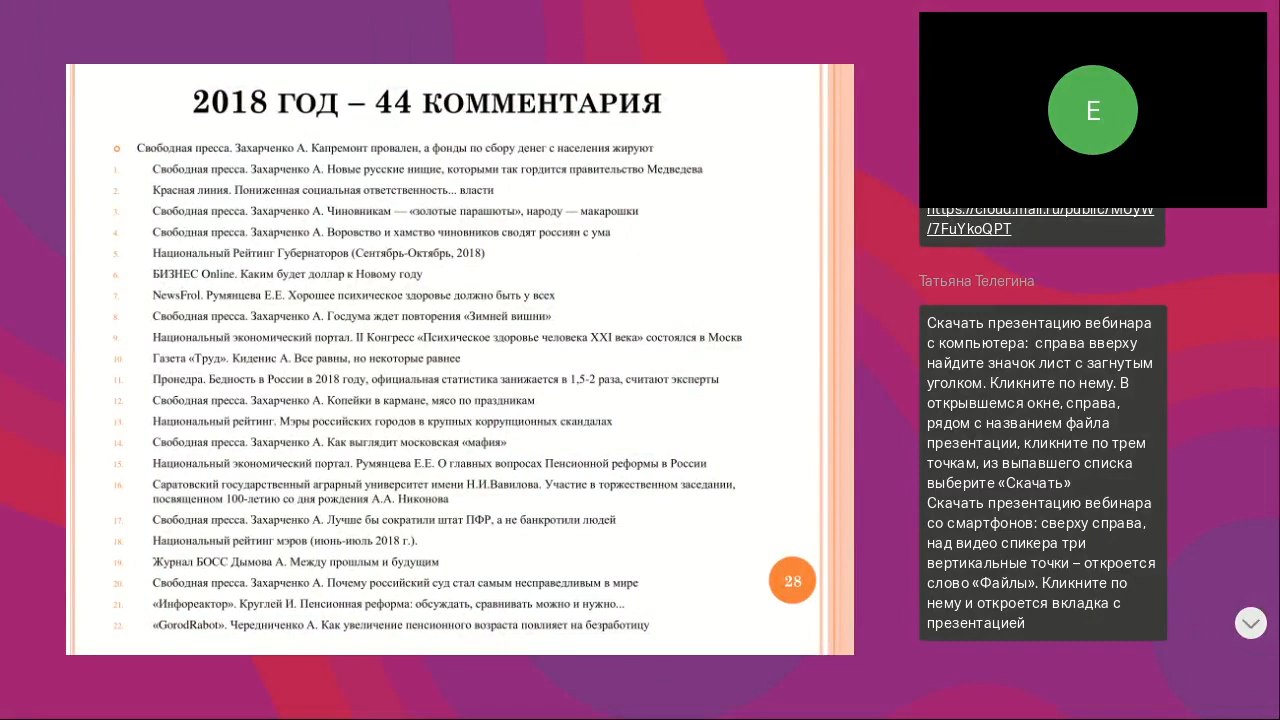 2018 ГОД – 44 КОММЕНТАРИЯ
Свободная пресса. Захарченко А. Капремонт провален, а фонды по сбору денег с населения жируют
1. Свободная пресса. Захарченко А. Новые русские нищие, которыми так гордится правительство Медведева
2. Красная линия. Пониженная социальная ответственность... власти
3. Свободная пресса. Захарченко А. Чиновникам — «золотые парашюты», народу — макарошки
4. Свободная пресса. Захарченко А. Воровство и хамство чиновников сводят россиян с ума
5. Национальный Рейтинг Губернаторов (Сентябрь-Октябрь, 2018)
6. БИЗНЕС Online. Каким будет доллар к Новому году
7. NewsFrol. Румянцева Е.Е. Хорошее психическое здоровье должно быть у всех
8. Свободная пресса. Захарченко А. Госдума ждет повторения «Зимней вишни»
9. Национальный экономический портал. II Конгресс «Психическое здоровье человека XXI века» состоялся в Москв
10. Газета «Труд». Киденис А. Все равны, но некоторые равнее
11. Пронедра. Бедность в России в 2018 году, официальная статистика занижается в 1,5-2 раза, считают эксперты
12. Свободная пресса. Захарченко А. Копейки в кармане, мясо по праздникам
13. Национальный рейтинг. Мэры российских городов в крупных коррупционных скандалах
14. Свободная пресса. Захарченко А. Как выглядит московская «мафия»
15. Национальный экономический портал. Румянцева Е.Е. О главных вопросах Пенсионной реформы в России
16. Саратовский государственный аграрный университет имени Н.И.Вавилова. Участие в торжественном заседании,
посвященном 100-летию со дня рождения А.А. Никонова
17. Свободная пресса. Захарченко А. Лучше бы сократили штат ПФР, а не банкротили людей
18. Национальный рейтинг мэров (июнь-июль 2018 г.).
19. Журнал БОСС Дымова А. Между прошлым и будущим
20. Свободная пресса. Захарченко А. Почему российский суд стал самым несправедливым в мире
21. «Инфореактор». Круглей И. Пенсионная реформа: обсуждать, сравнивать можно и нужно...
22. «GorodRabot». Чередниченко А. Как увеличение пенсионного возраста повлияет на безработицу
28
E
/7FuYkoQPT
Татьяна Телегина
Скачать презентацию вебинара
с компьютера: справа вверху
найдите значок лист с загнутым
уголком. Кликните по нему. В
открывшемся окне, справа,
рядом с названием файла
презентации, кликните по трем
точкам, из выпавшего списка
выберите «Скачать»
Скачать презентацию вебинара
со смартфонов: сверху справа,
над видео спикера три
вертикальные точки – откроется
слово «Файлы». Кликните по
нему и откроется вкладка с
презентацией